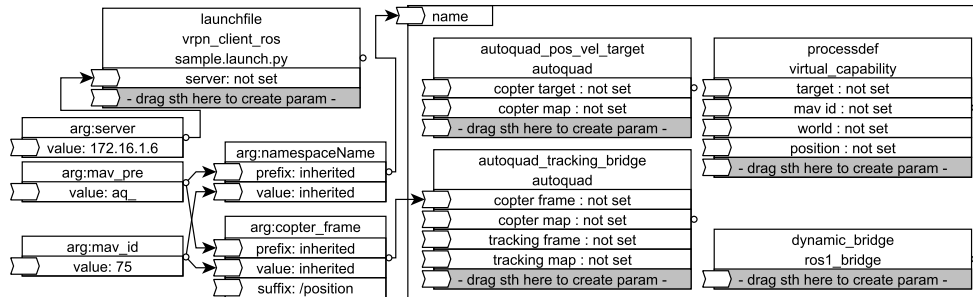 launchfile
vrpn_client_ros
sample.launch.py
server: not set
- drag sth here to create param -
arg:server
value: 172.16.1.6
arg:mav_pre
value: aq_
arg:mav_id
value: 75
arg:namespaceName
prefix: inherited
value: inherited
arg:copter_frame
prefix: inherited
value: inherited
suffix: /position
name
autoquad_pos_vel_target
autoquad
copter target : not set
copter map : not set
- drag sth here to create param -
autoquad_tracking_bridge
autoquad
copter frame : not set
copter map : not set
tracking frame : not set
tracking map : not set
- drag sth here to create param -
processdef
virtual_capability
target : not set
mav id : not set
world : not set
position : not set
- drag sth here to create param -
dynamic_bridge
ros1_bridge
- drag sth here to create param -